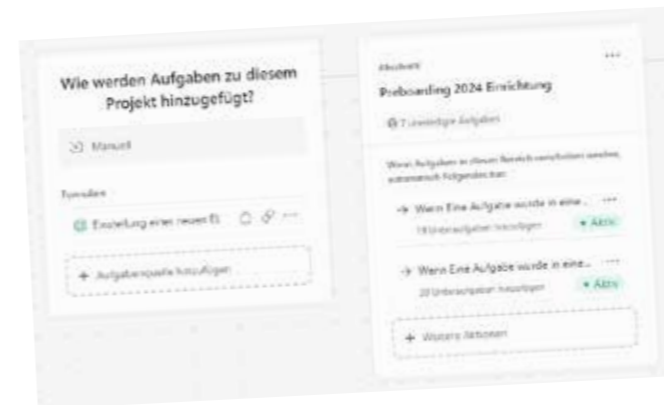 Wie werden Aufgaben zu diesem
Projekt hinzugefügt?
Manuell
Formulare
Einstellung eines neuen
+ Aufgabenquelle hinzufügen
Abschnitt
Preboarding 2024 Einrichtung
7 unerledigte Aufgaben
Wenn Aufgaben in diesen Bereich verschoben werden,
automatisch Folgendes tun:
→ Wenn Eine Aufgabe wurde in eine...
Unteraufgaben hinzufügen
Aktiv
→ Wenn Eine Aufgabe wurde in eine...
20 Unteraufgaben hinzufügen
Aktiv
+ Weitere Aktionen